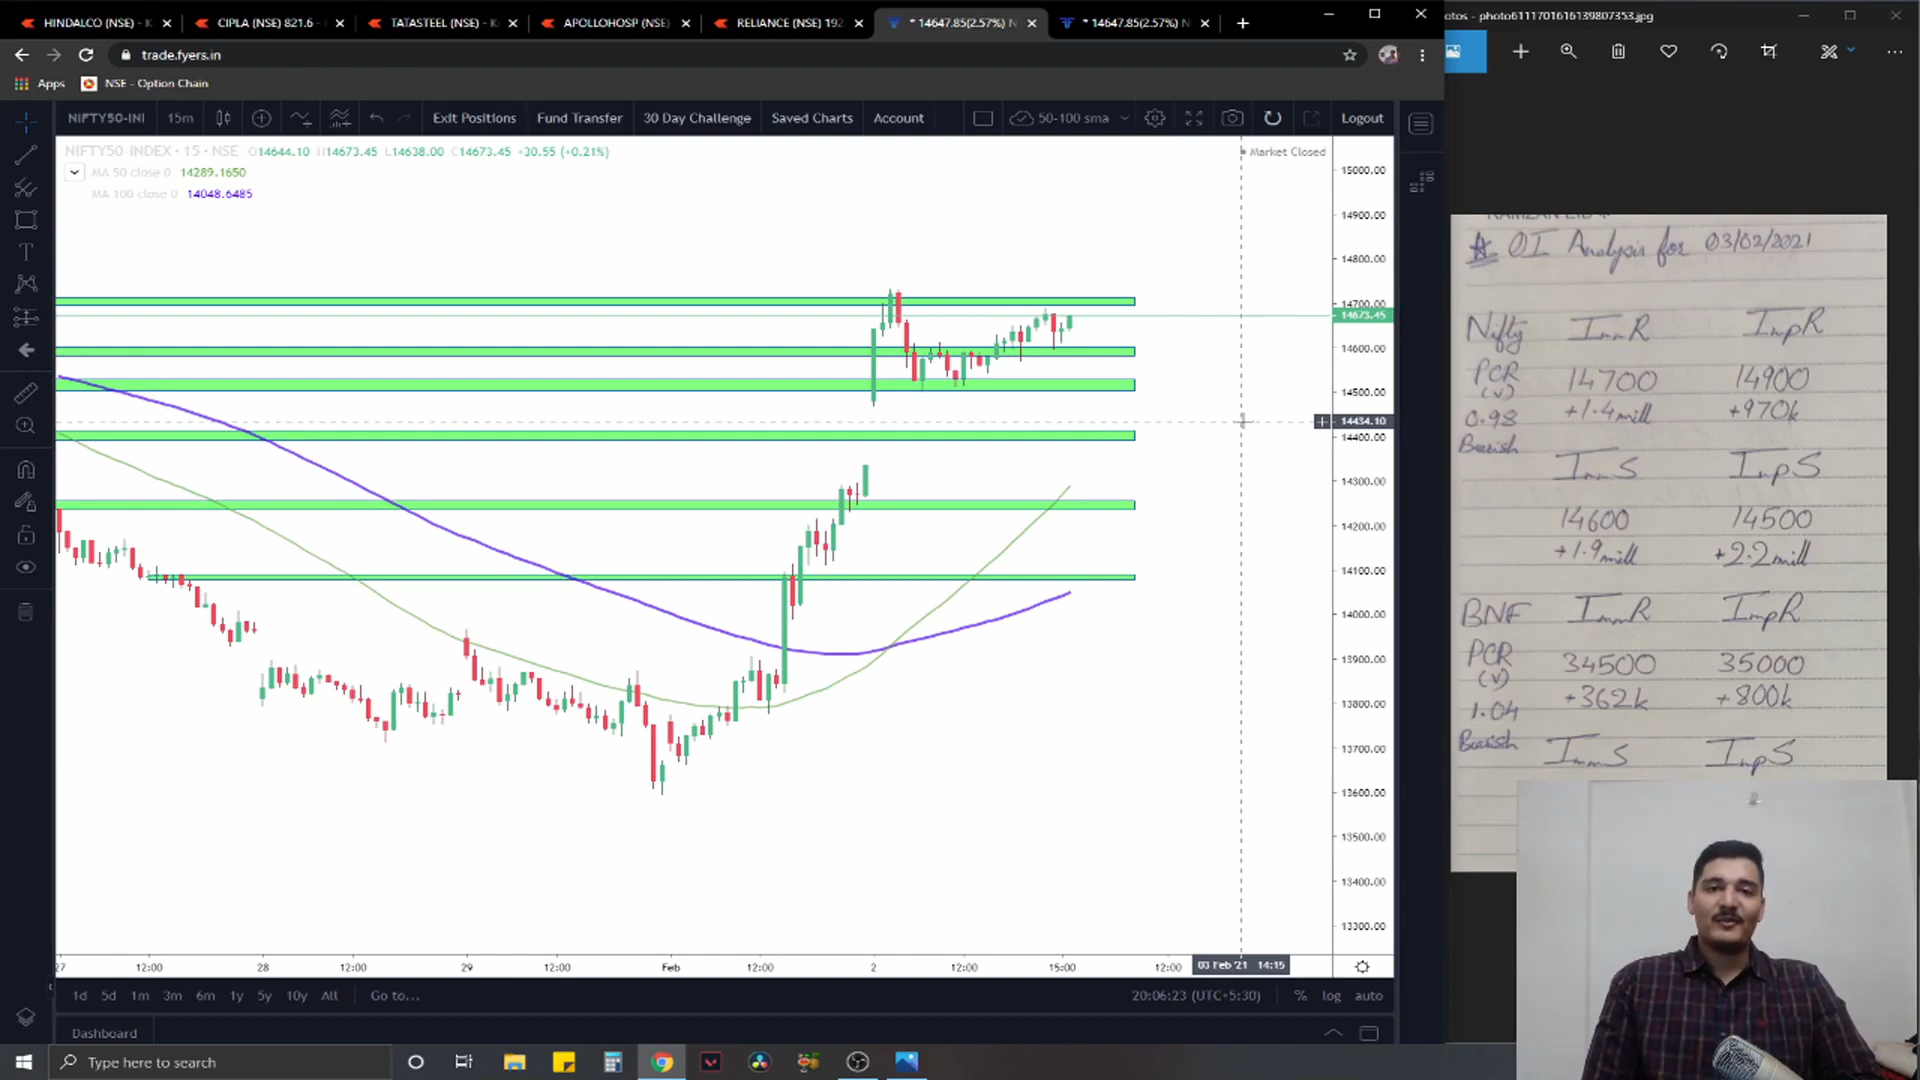 HINDALCO (NSE) - K
CIPLA (NSE) 821.6 -
TATASTEEL (NSE) - K
APOLLOHOSP (NSE)
RELIANCE (NSE) 192
* 14647.85(2.57%) N
* 14647.85(2.57%) N
otos - photo6111701616139807353.jpg
trade.fyers.in
Apps
NSE - Option Chain
NIFTY50-INI
15m
Exit Positions
Fund Transfer
30 Day Challenge
Saved Charts
Account
50-100 sma
Logout
NIFTY50 INDEX · 15 · NSE O14644.10 H14673.45 L14638.00 C14673.45 +30.55 (+0.21%)
Market Closed
MA 50 close 0 14289.1650
MA 100 close 0 14048.6485
15000.00
14900.00
14800.00
14700.00
14673.45
14600.00
14500.00
14434.10
14400.00
14300.00
14200.00
14100.00
14000.00
13900.00
13800.00
13700.00
13600.00
13500.00
13400.00
13300.00
27 12:00 28 12:00 29 12:00 Feb 12:00 2 12:00 15:00 12:00
03 Feb '21 14:15
1d 5d 1m 3m 6m 1y 5y 10y All Go to...
20:06:23 (UTC+5:30) % log auto
Dashboard
Type here to search
OI Analysis for 03/02/2021
Nifty ImmR ImpR
PCR 14700 14900
(V)
0.98 +1.4mill +970k
Bearish
ImmS ImpS
14600 14500
+1.9mill +2.2mill
BNF ImmR ImpR
PCR 34500 35000
(V)
1.04 +362k +800k
Bearish ImmS ImpS